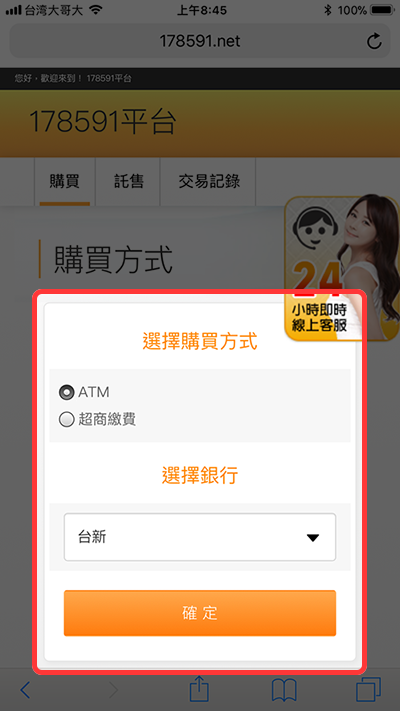 台湾大哥大
上午8:45
100%
178591.net
您好，歡迎來到！ 178591平台
178591平台
購買
託售
交易記錄
購買方式
24
小時即時
線上客服
選擇購買方式
ATM
超商繳費
選擇銀行
台新
確定